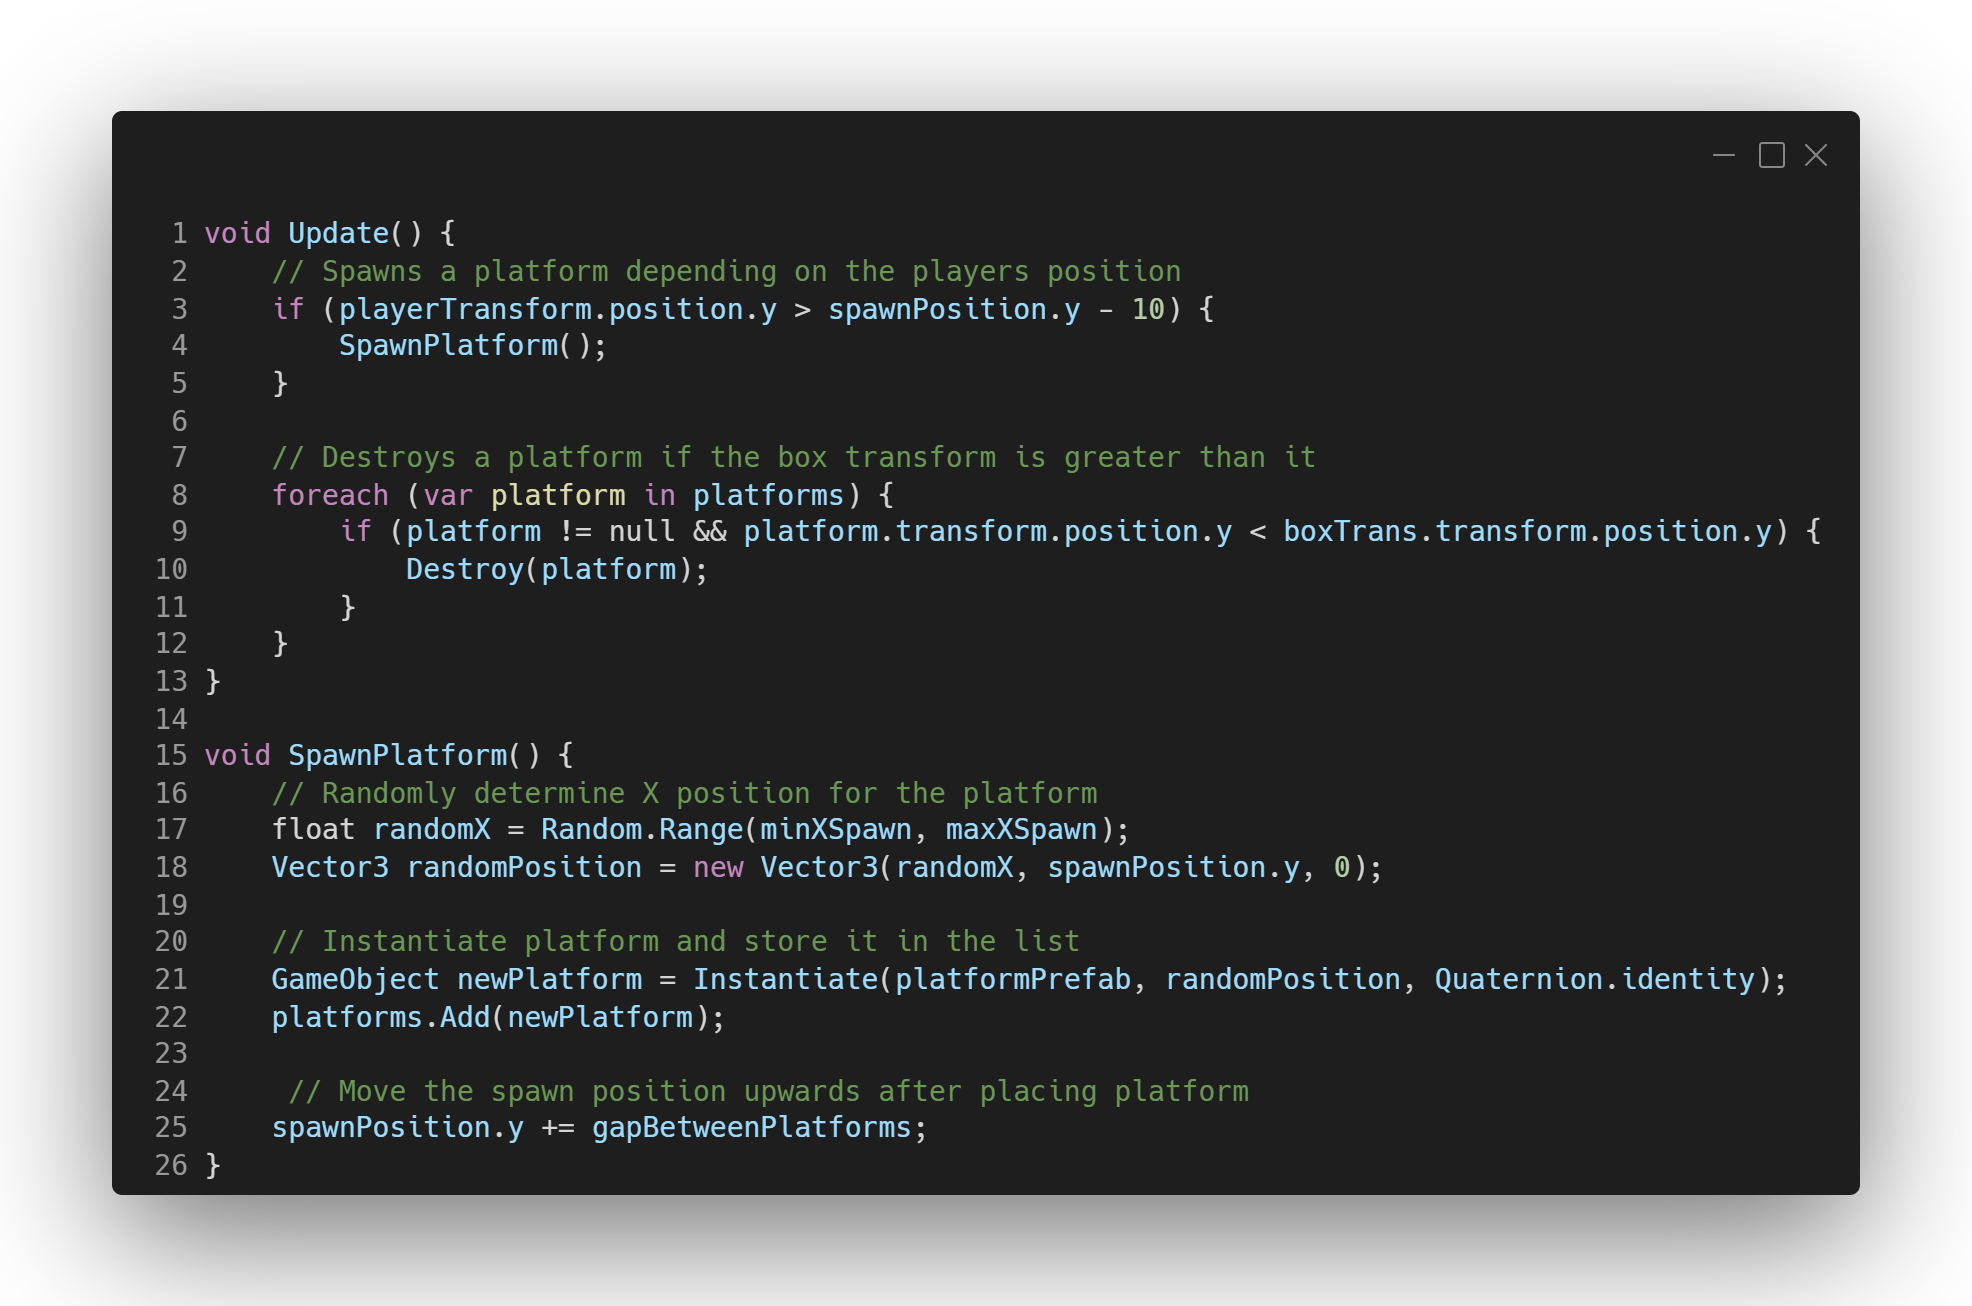 1 void Update() {
2     // Spawns a platform depending on the players position
3     if (playerTransform.position.y > spawnPosition.y - 10) {
4         SpawnPlatform();
5     }
6
7     // Destroys a platform if the box transform is greater than it
8     foreach (var platform in platforms) {
9         if (platform != null && platform.transform.position.y < boxTrans.transform.position.y) {
10             Destroy(platform);
11         }
12     }
13 }
14
15 void SpawnPlatform() {
16     // Randomly determine X position for the platform
17     float randomX = Random.Range(minXSpawn, maxXSpawn);
18     Vector3 randomPosition = new Vector3(randomX, spawnPosition.y, 0);
19
20     // Instantiate platform and store it in the list
21     GameObject newPlatform = Instantiate(platformPrefab, randomPosition, Quaternion.identity);
22     platforms.Add(newPlatform);
23
24      // Move the spawn position upwards after placing platform
25     spawnPosition.y += gapBetweenPlatforms;
26 }